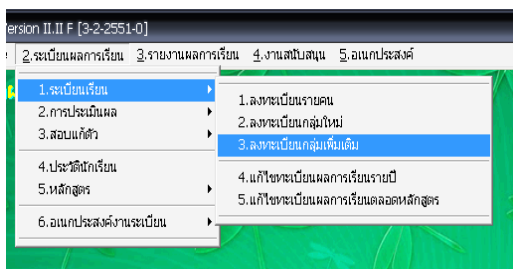 ersion II.II F [3-2-2551-0]
2.ระเบียนผลการเรียน 3.รายงานผลการเรียน 4.งานสนับสนุน 5.อเนกประสงค์
1.ระเบียนเรียน
2.การประเมินผล
3.สอบแก้ตัว
4.ประวัตินักเรียน
5.หลักสูตร
6.อเนกประสงค์งานระเบียน
1.ลงทะเบียนรายคน
2.ลงทะเบียนกลุ่มใหม่
3.ลงทะเบียนกลุ่มเพิ่มเติม
4.แก้ไขทะเบียนผลการเรียนรายปี
5.แก้ไขทะเบียนผลการเรียนตลอดหลักสูตร